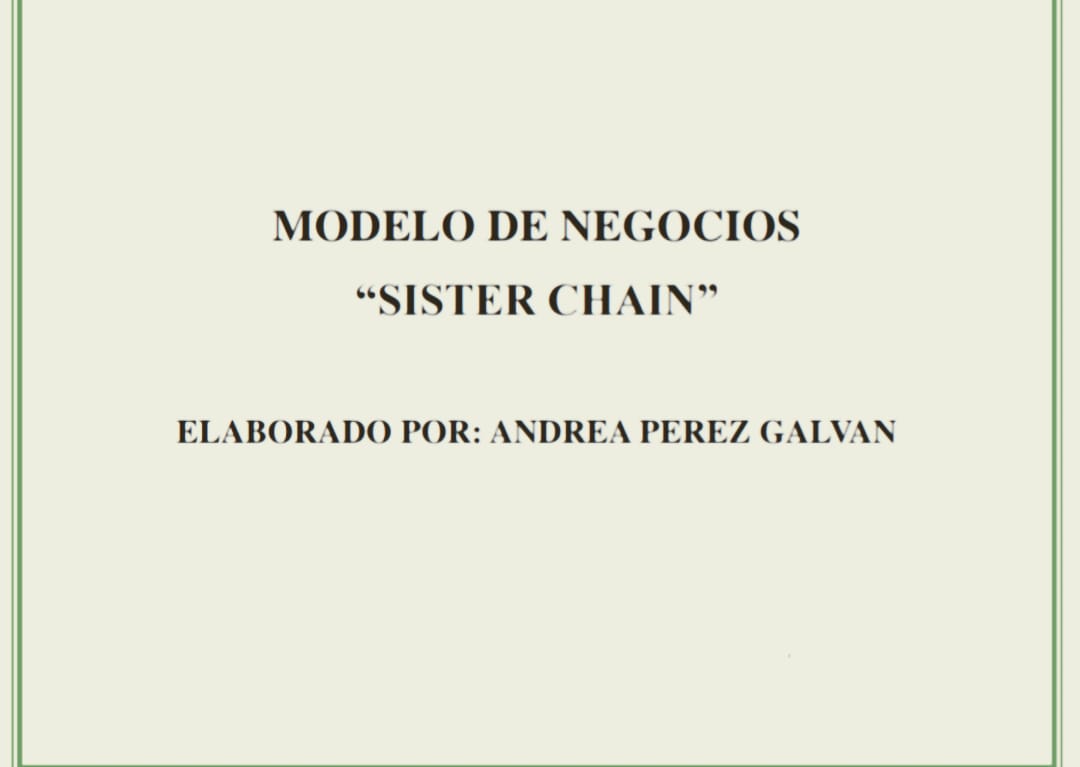 MODELO DE NEGOCIOS
“SISTER CHAIN”
ELABORADO POR: ANDREA PEREZ GALVAN